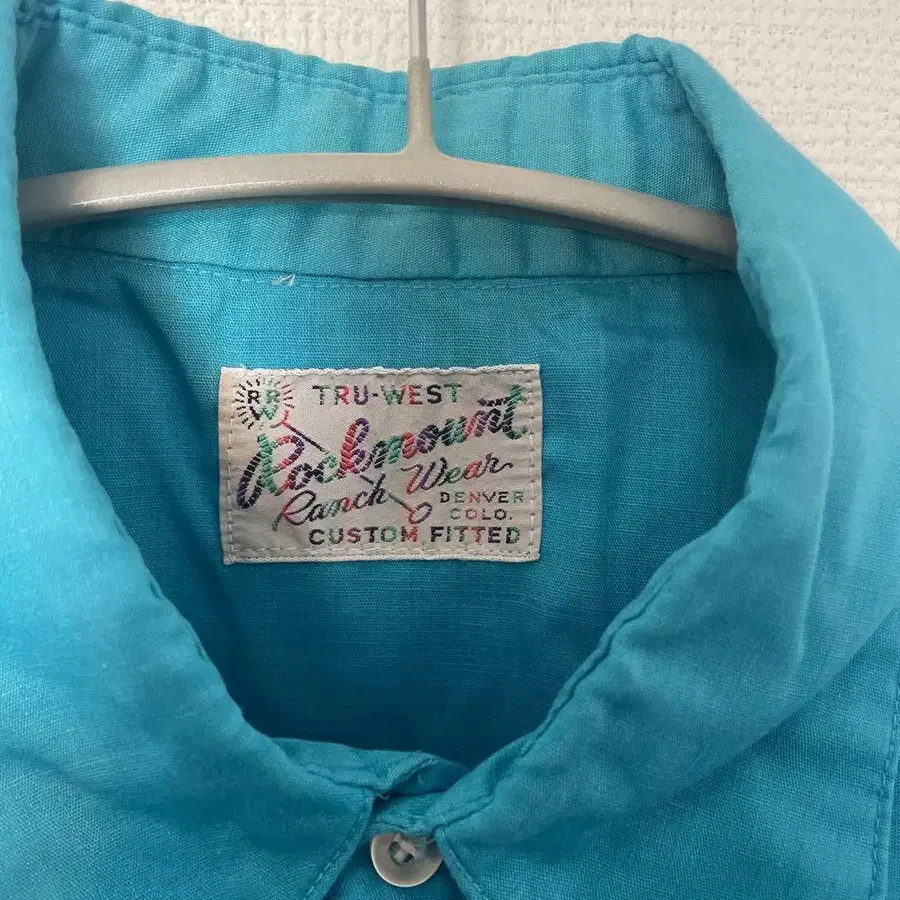 RRW
TRU-WEST
Rockmount
Ranch Wear
DENVER
COLO.
CUSTOM FITTED